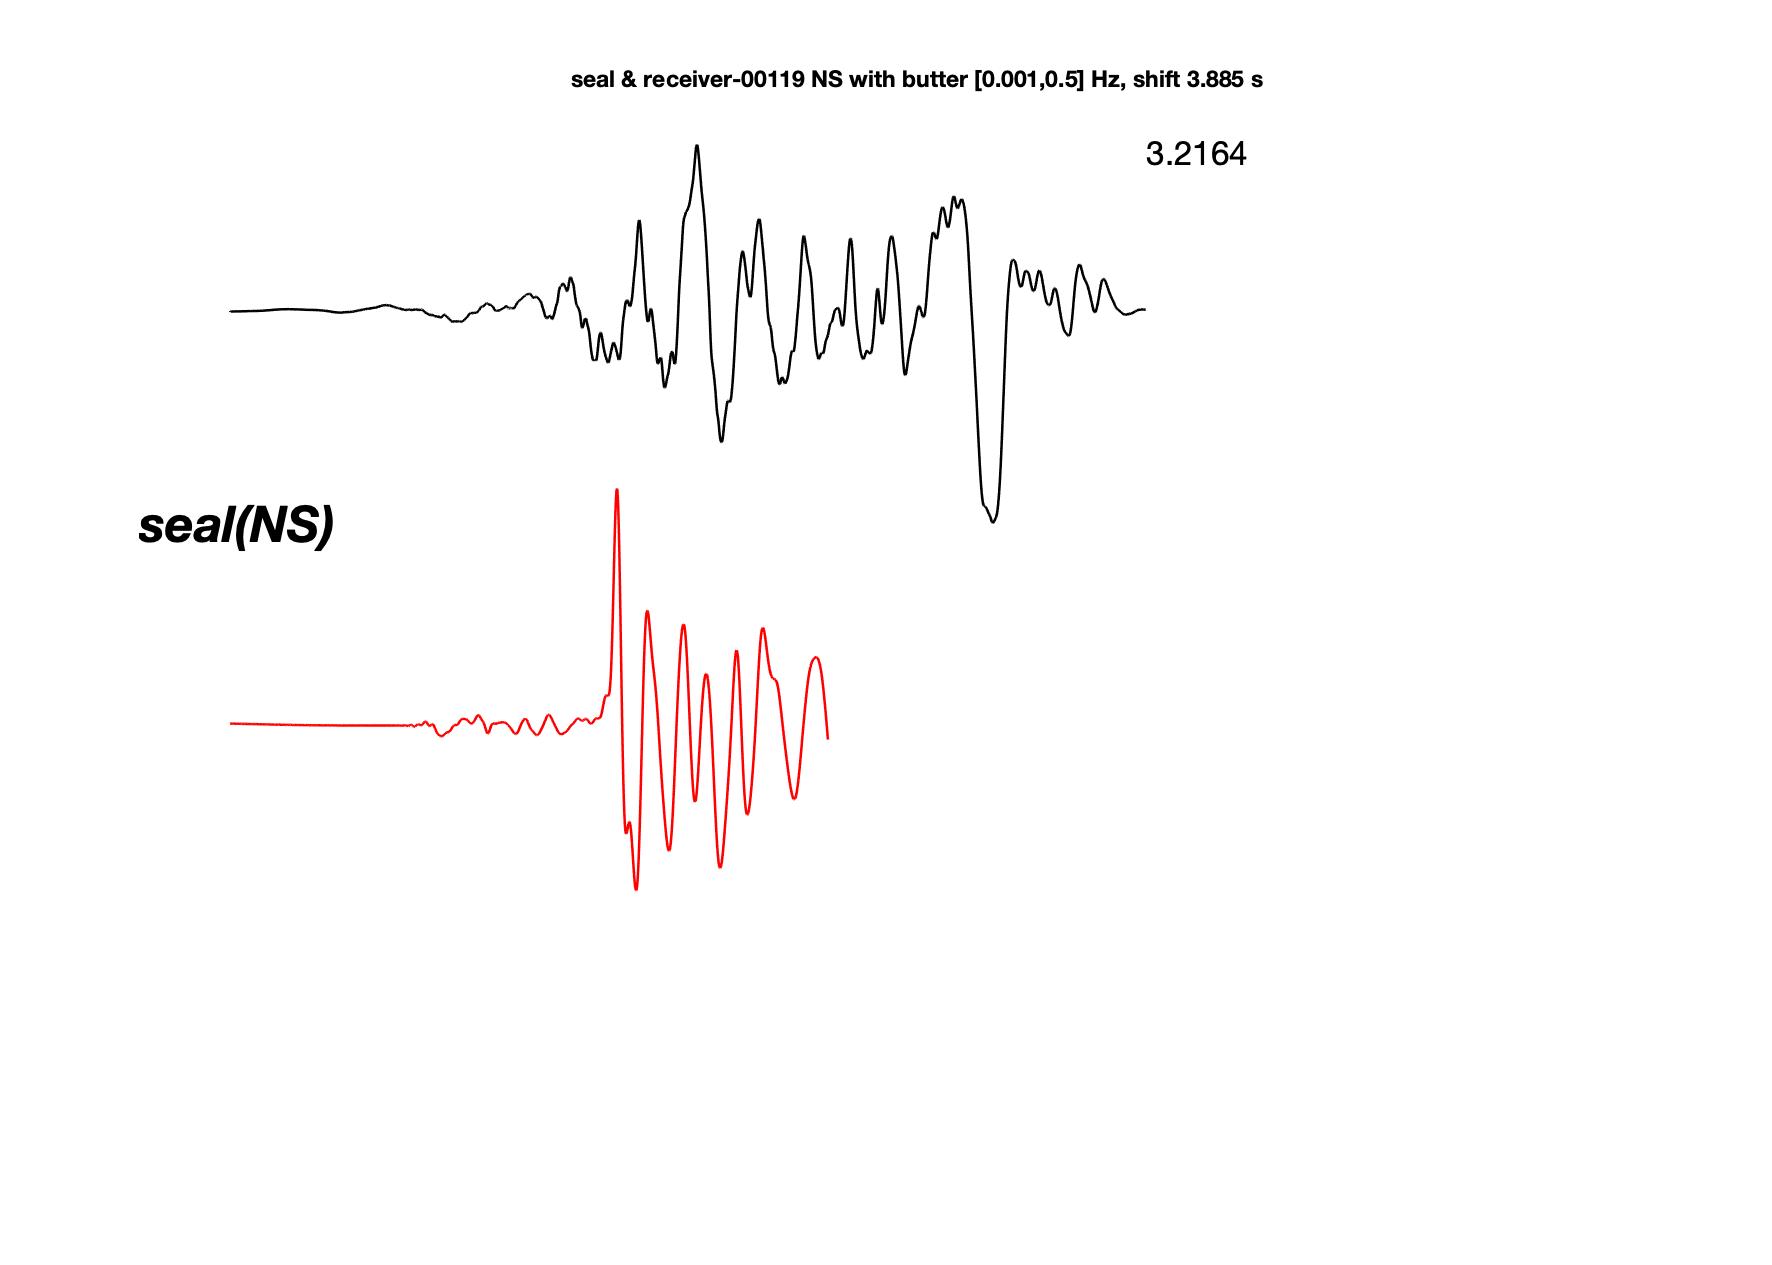 seal & receiver-00119 NS with butter [0.001,0.5] Hz, shift 3.885 s
3.2164
seal(NS)